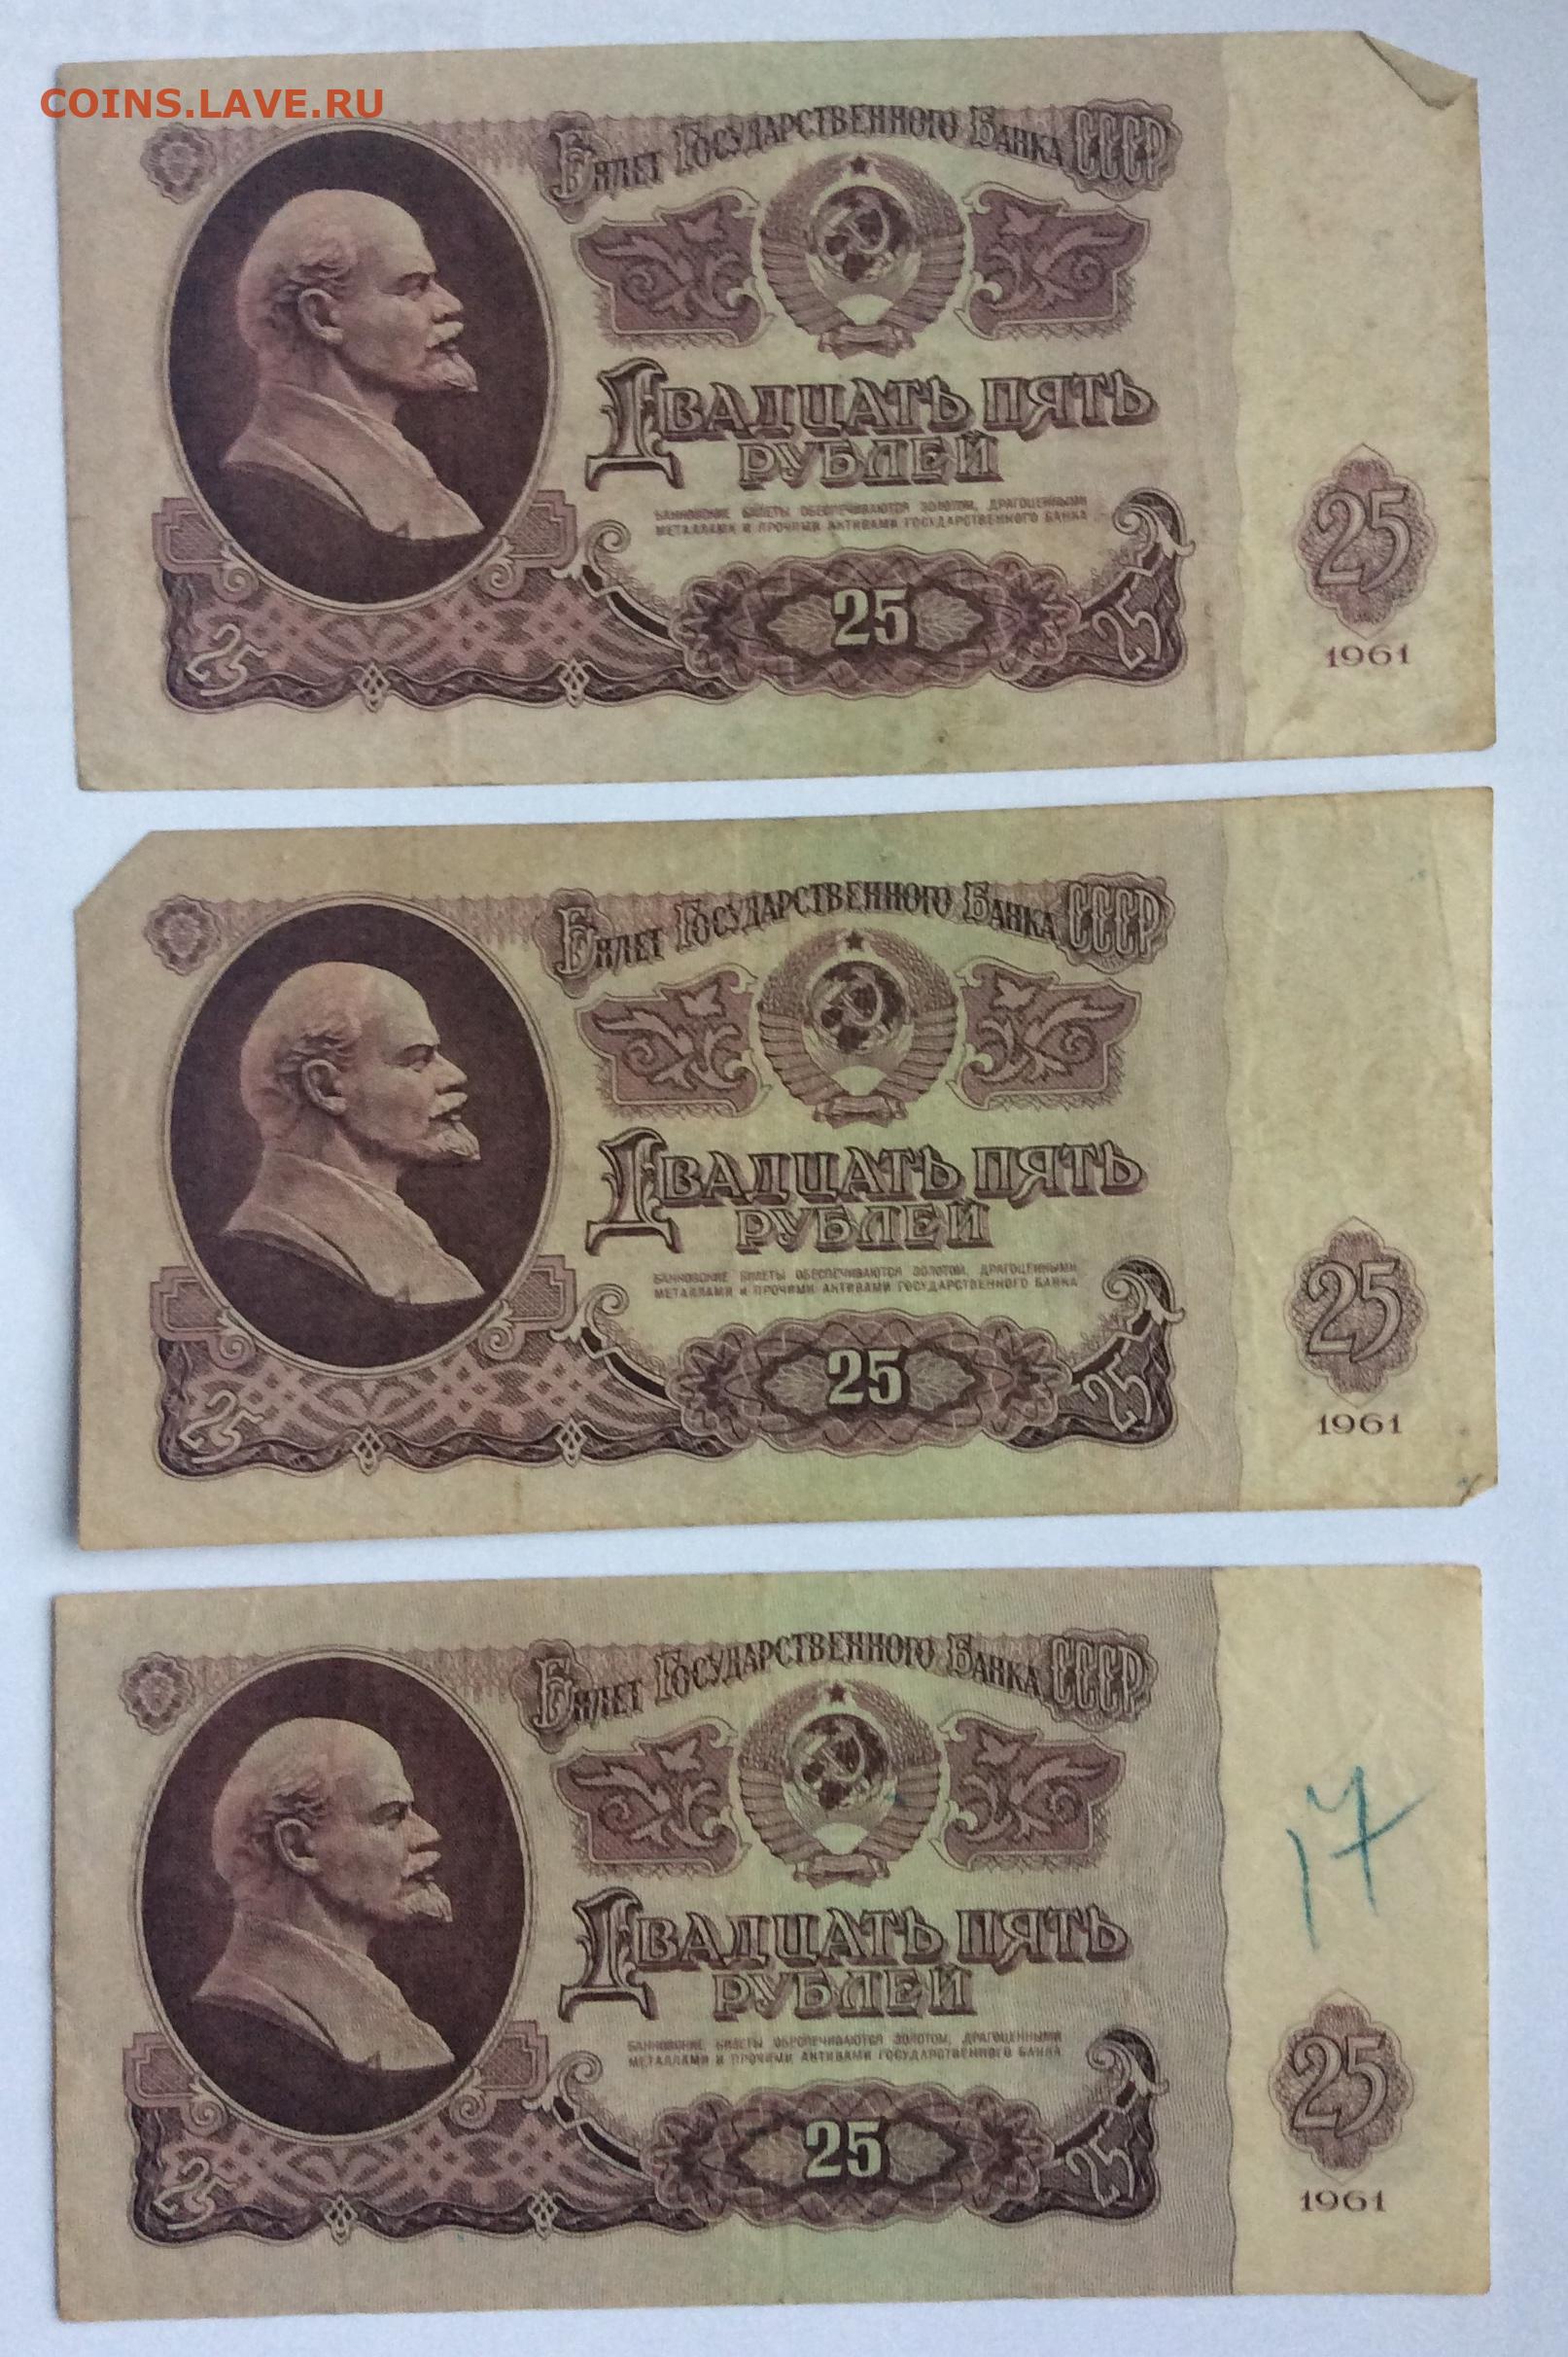 COINS.LAVE.RU
Билет Государственного Банка СССР
Двадцать пять
рублей
БАНКОВСКИЕ БИЛЕТЫ ОБЕСПЕЧИВАЮТСЯ ЗОЛОТОМ, ДРАГОЦЕННЫМИ
МЕТАЛЛАМИ И ПРОЧИМИ АКТИВАМИ ГОСУДАРСТВЕННОГО БАНКА
25
25 25 25
1961
Билет Государственного Банка СССР
Двадцать пять
рублей
БАНКОВСКИЕ БИЛЕТЫ ОБЕСПЕЧИВАЮТСЯ ЗОЛОТОМ, ДРАГОЦЕННЫМИ
МЕТАЛЛАМИ И ПРОЧИМИ АКТИВАМИ ГОСУДАРСТВЕННОГО БАНКА
25
25 25 25
1961
Билет Государственного Банка СССР
17
Двадцать пять
рублей
БАНКОВСКИЕ БИЛЕТЫ ОБЕСПЕЧИВАЮТСЯ ЗОЛОТОМ, ДРАГОЦЕННЫМИ
МЕТАЛЛАМИ И ПРОЧИМИ АКТИВАМИ ГОСУДАРСТВЕННОГО БАНКА
25
25 25 25
1961